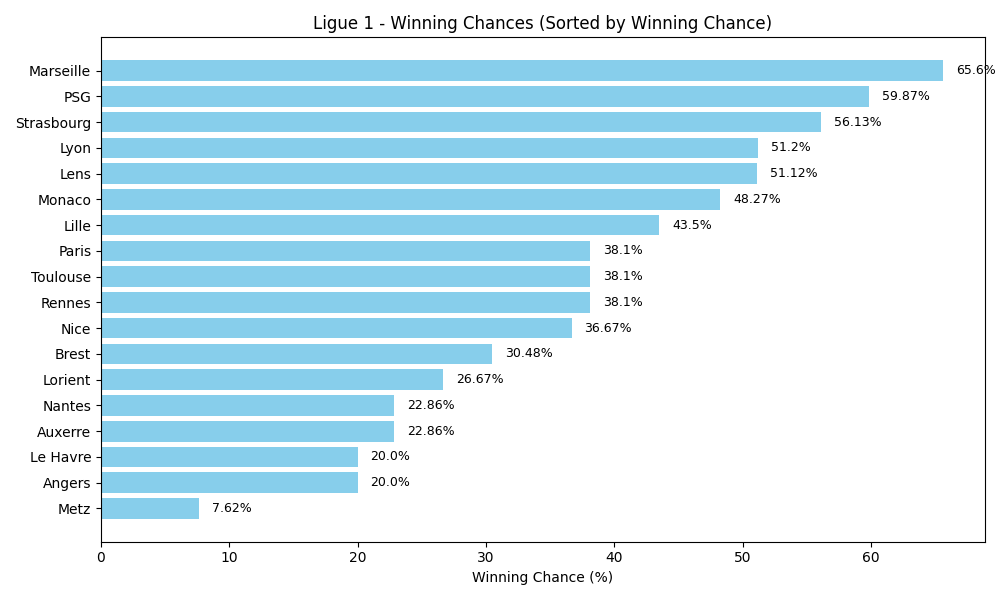 Ligue 1 - Winning Chances (Sorted by Winning Chance)
Marseille 65.6%
PSG 59.87%
Strasbourg 56.13%
Lyon 51.2%
Lens 51.12%
Monaco 48.27%
Lille 43.5%
Paris 38.1%
Toulouse 38.1%
Rennes 38.1%
Nice 36.67%
Brest 30.48%
Lorient 26.67%
Nantes 22.86%
Auxerre 22.86%
Le Havre 20.0%
Angers 20.0%
Metz 7.62%
0 10 20 30 40 50 60
Winning Chance (%)